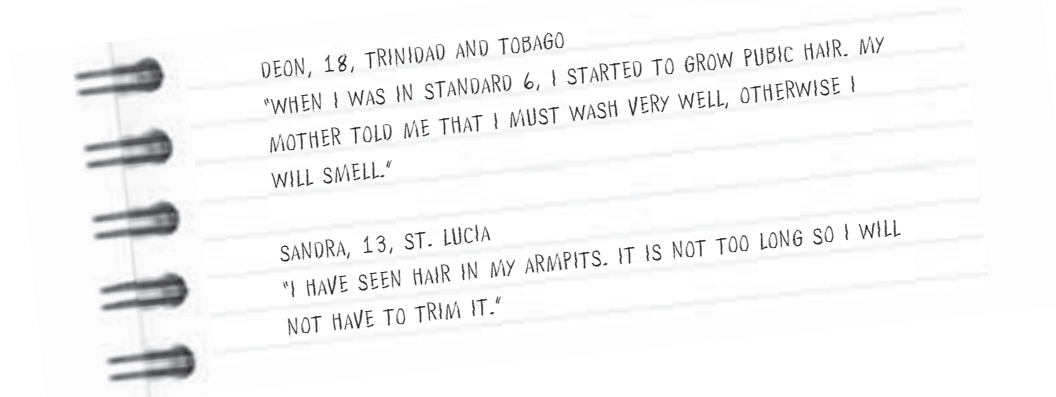 DEON, 18, TRINIDAD AND TOBAGO
"WHEN I WAS IN STANDARD 6, I STARTED TO GROW PUBIC HAIR. MY
MOTHER TOLD ME THAT I MUST WASH VERY WELL, OTHERWISE I
WILL SMELL."
SANDRA, 13, ST. LUCIA
"I HAVE SEEN HAIR IN MY ARMPITS. IT IS NOT TOO LONG SO I WILL
NOT HAVE TO TRIM IT."